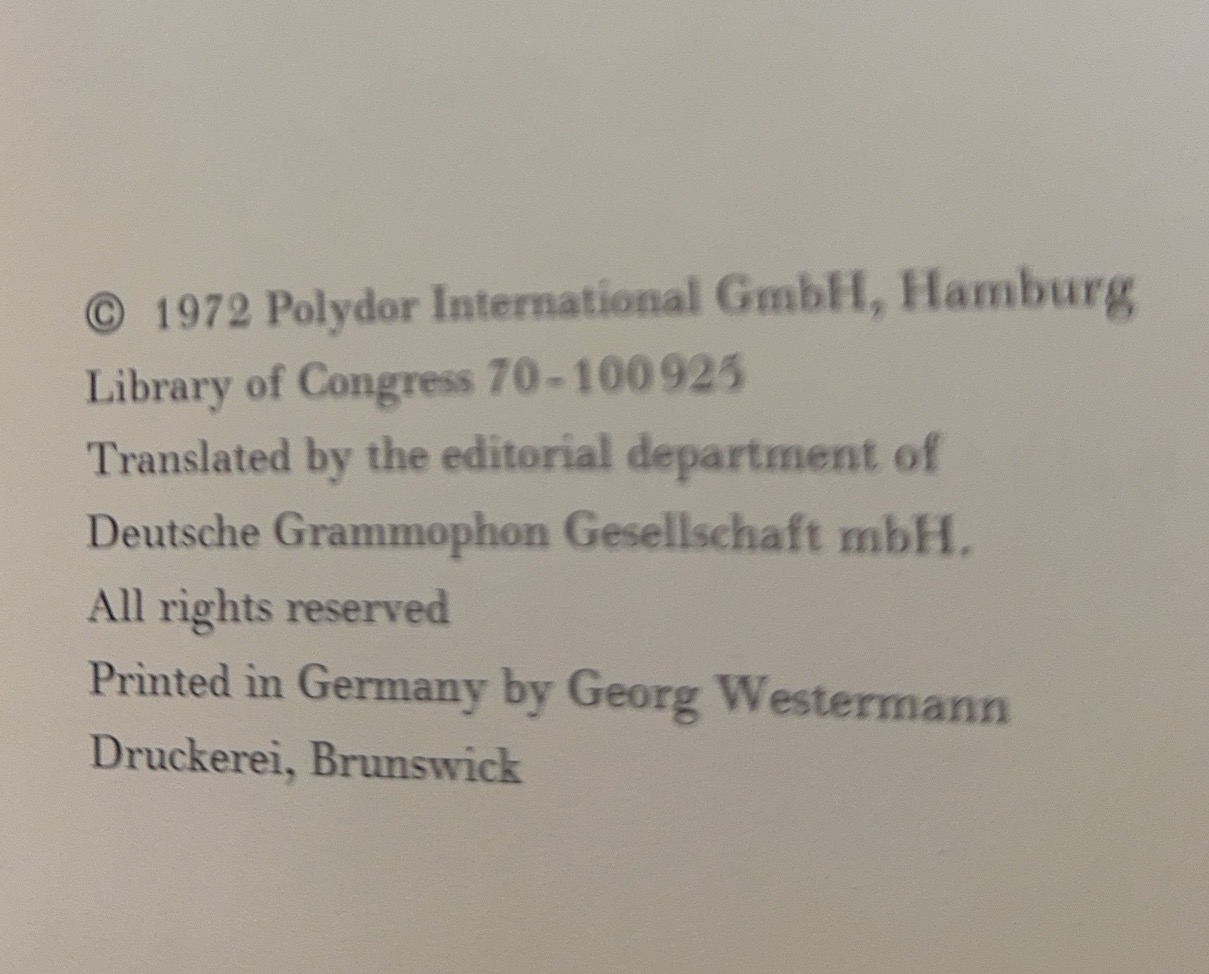 © 1972 Polydor International GmbH, Hamburg
Library of Congress 70-100925
Translated by the editorial department of
Deutsche Grammophon Gesellschaft mbH.
All rights reserved
Printed in Germany by Georg Westermann
Druckerei, Brunswick